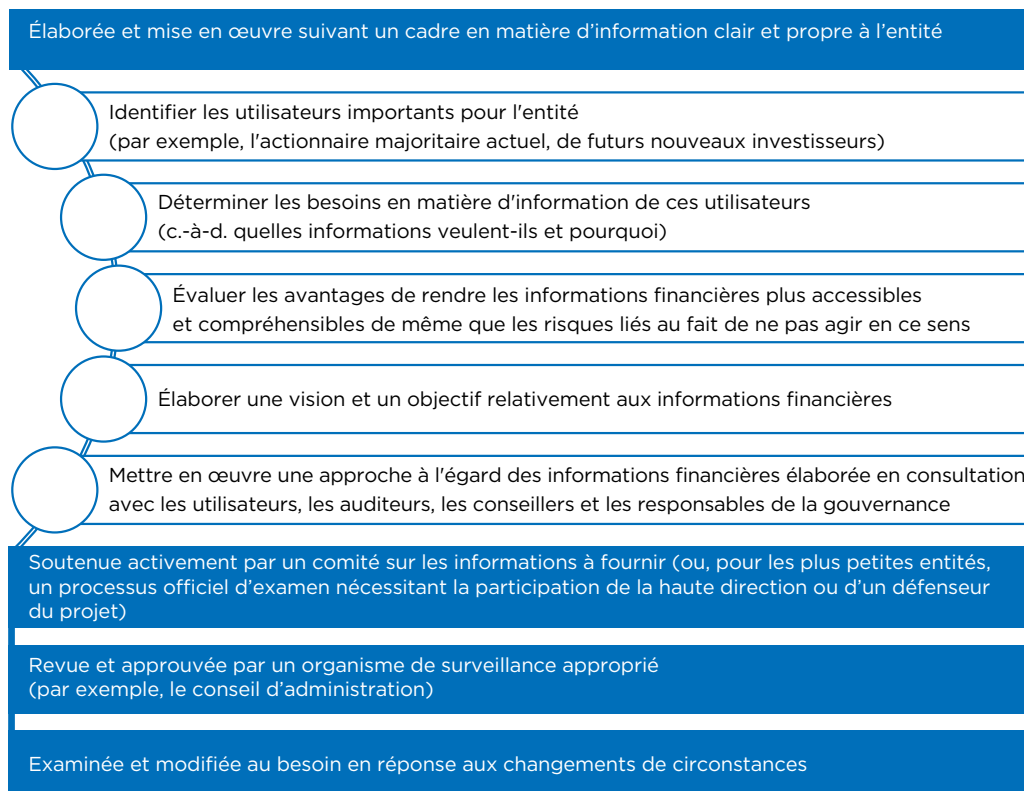 Élaborée et mise en œuvre suivant un cadre en matière d’information clair et propre à l’entité
Identifier les utilisateurs importants pour l'entité
(par exemple, l'actionnaire majoritaire actuel, de futurs nouveaux investisseurs)
Déterminer les besoins en matière d'information de ces utilisateurs
(c.-à-d. quelles informations veulent-ils et pourquoi)
Évaluer les avantages de rendre les informations financières plus accessibles
et compréhensibles de même que les risques liés au fait de ne pas agir en ce sens
Élaborer une vision et un objectif relativement aux informations financières
Mettre en œuvre une approche à l'égard des informations financières élaborée en consultation
avec les utilisateurs, les auditeurs, les conseillers et les responsables de la gouvernance
Soutenue activement par un comité sur les informations à fournir (ou, pour les plus petites entités,
un processus officiel d’examen nécessitant la participation de la haute direction ou d’un défenseur
du projet)
Revue et approuvée par un organisme de surveillance approprié
(par exemple, le conseil d’administration)
Examinée et modifiée au besoin en réponse aux changements de circonstances